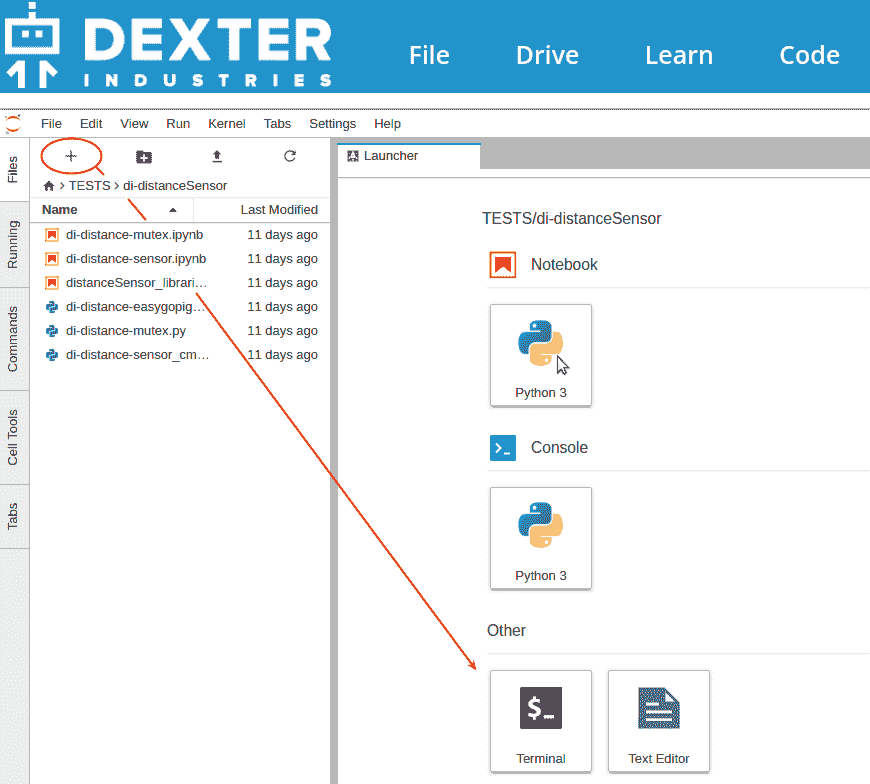 DEXTER
INDUSTRIES
File Drive Learn Code
File Edit View Run Kernel Tabs Settings Help
Files
Running
Commands
Cell Tools
Tabs
TESTS di-distanceSensor
Name Last Modified
di-distance-mutex.ipynb 11 days ago
di-distance-sensor.ipynb 11 days ago
distanceSensor_librari... 11 days ago
di-distance-easygopig... 11 days ago
di-distance-mutex.py 11 days ago
di-distance-sensor_cm... 11 days ago
Launcher
TESTS/di-distanceSensor
Notebook
Python 3
Console
>_
Python 3
Other
$_
Terminal Text Editor